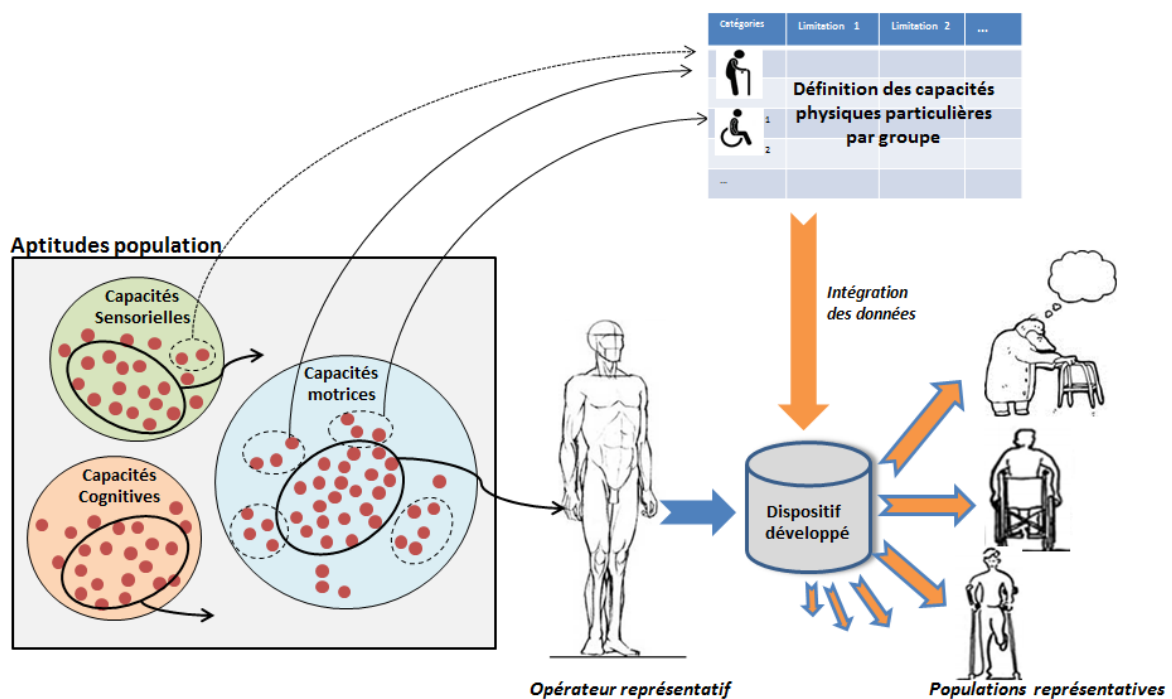 Catégories Limitation 1 Limitation 2 ...
Définition des capacités
physiques particulières
par groupe
1
2
...
Aptitudes population
Capacités
Sensorielles
Capacités
motrices
Capacités
Cognitives
Intégration
des données
Dispositif
développé
Opérateur représentatif
Populations représentatives